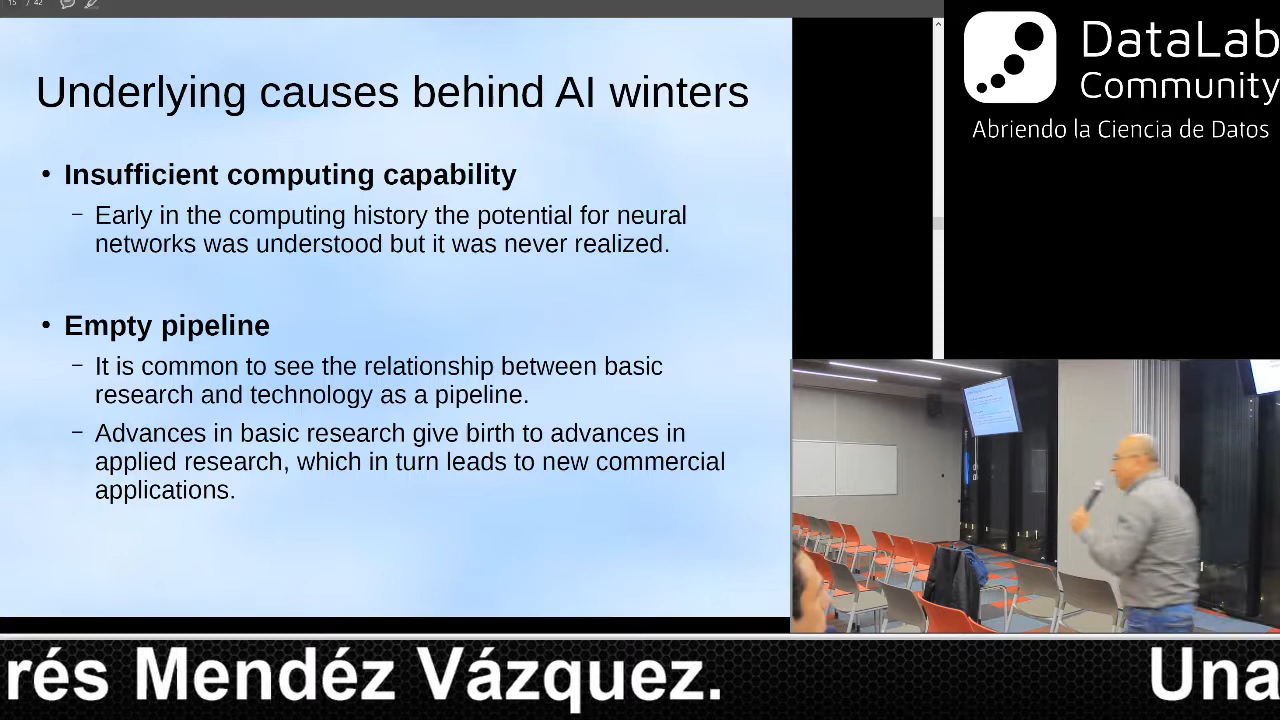 15 / 42
Underlying causes behind AI winters
• Insufficient computing capability
– Early in the computing history the potential for neural
networks was understood but it was never realized.
• Empty pipeline
– It is common to see the relationship between basic
research and technology as a pipeline.
– Advances in basic research give birth to advances in
applied research, which in turn leads to new commercial
applications.
DataLab
Community
Abriendo la Ciencia de Datos
rés Mendéz Vázquez. Una